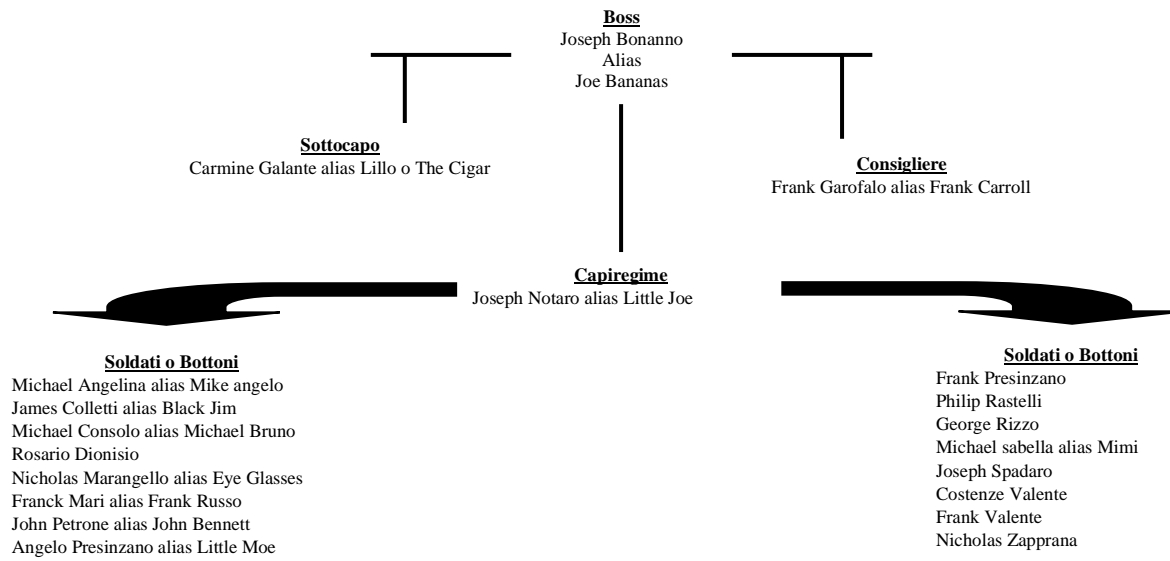 Boss
Joseph Bonanno
Alias
Joe Bananas
Sottocapo
Carmine Galante alias Lillo o The Cigar
Consigliere
Frank Garofalo alias Frank Carroll
Capiregime
Joseph Notaro alias Little Joe
Soldati o Bottoni
Michael Angelina alias Mike angelo
James Colletti alias Black Jim
Michael Consolo alias Michael Bruno
Rosario Dionisio
Nicholas Marangello alias Eye Glasses
Franck Mari alias Frank Russo
John Petrone alias John Bennett
Angelo Presinzano alias Little Moe
Soldati o Bottoni
Frank Presinzano
Philip Rastelli
George Rizzo
Michael sabella alias Mimi
Joseph Spadaro
Costenze Valente
Frank Valente
Nicholas Zapprana